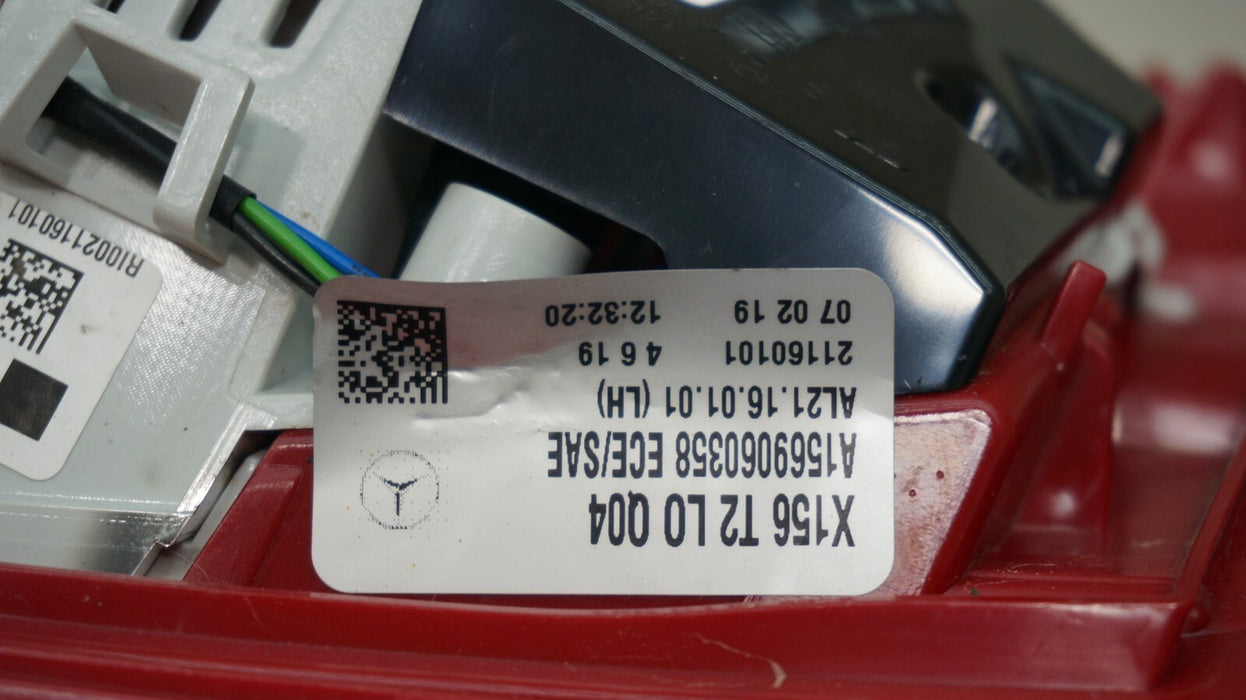 X156 T2 L0 Q04
A1569060358 ECE/SAE
AL21.16.01.01 (LH)
21160101 4 6 19
07 02 19 12:32:20
RI0021160101